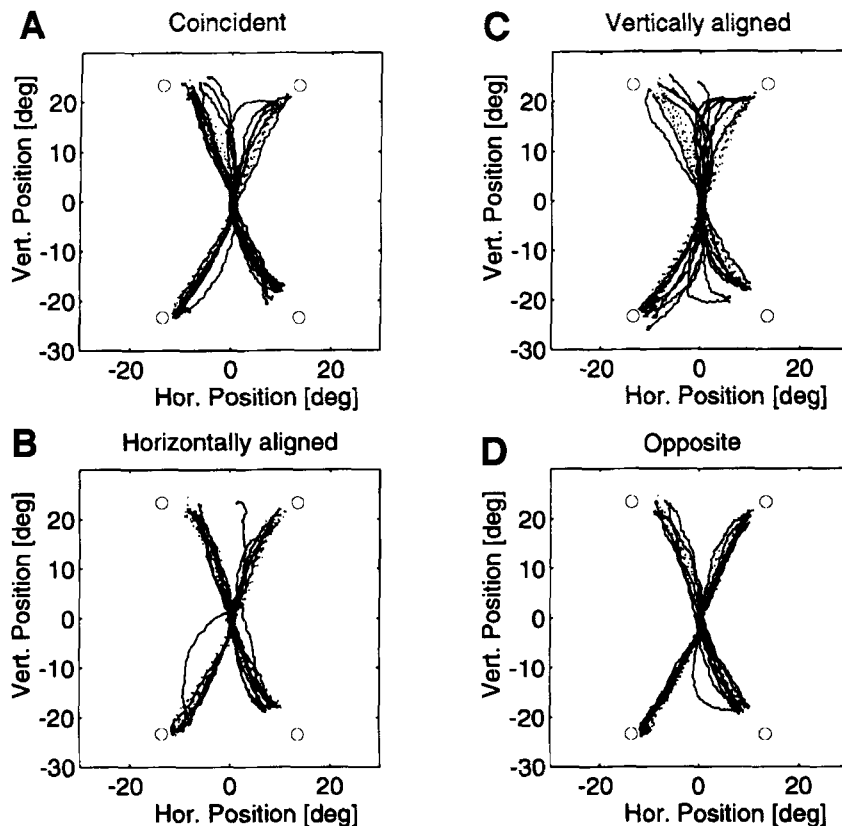 A Coincident
Vert. Position [deg]
20
10
0
-10
-20
-30
-20 0 20
Hor. Position [deg]
C Vertically aligned
Vert. Position [deg]
20
10
0
-10
-20
-30
-20 0 20
Hor. Position [deg]
B Horizontally aligned
Vert. Position [deg]
20
10
0
-10
-20
-30
-20 0 20
Hor. Position [deg]
D Opposite
Vert. Position [deg]
20
10
0
-10
-20
-30
-20 0 20
Hor. Position [deg]